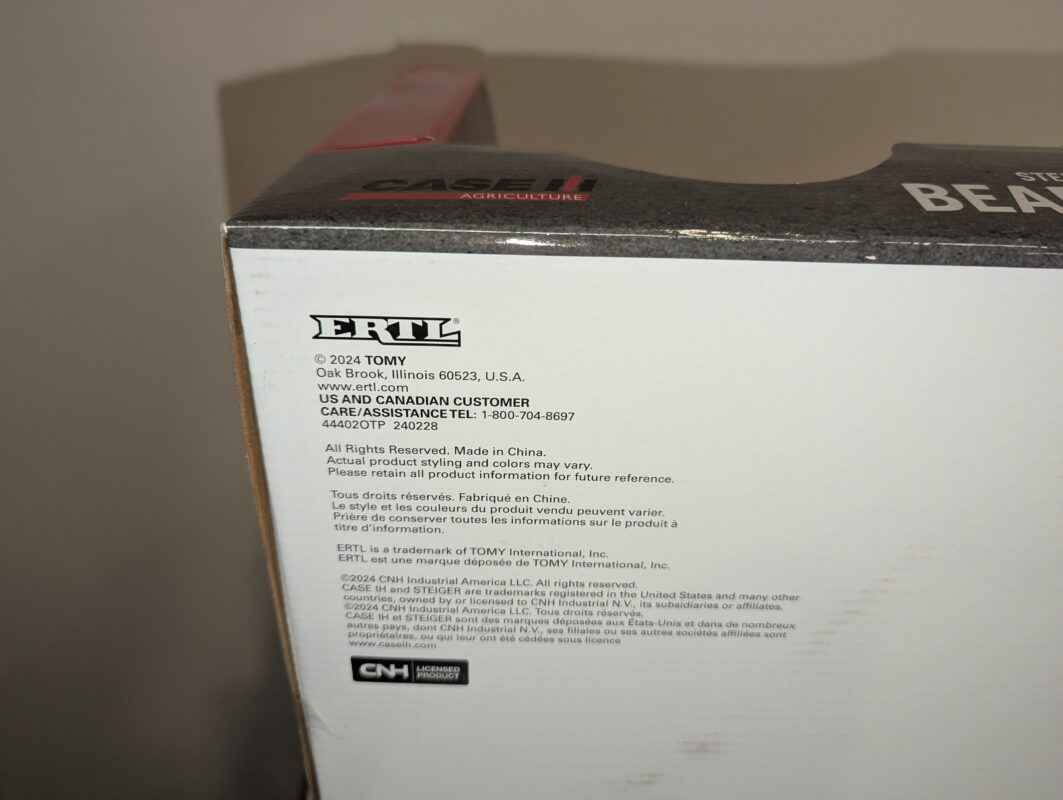 CASE IH
AGRICULTURE
ERTL®
© 2024 TOMY
Oak Brook, Illinois 60523, U.S.A.
www.ertl.com
US AND CANADIAN CUSTOMER
CARE/ASSISTANCE TEL: 1-800-704-8697
44402OTP 240228
All Rights Reserved. Made in China.
Actual product styling and colors may vary.
Please retain all product information for future reference.
Tous droits réservés. Fabriqué en Chine.
Le style et les couleurs du produit vendu peuvent varier.
Prière de conserver toutes les informations sur le produit à
titre d'information.
ERTL is a trademark of TOMY International, Inc.
ERTL est une marque déposée de TOMY International, Inc.
©2024 CNH Industrial America LLC. All rights reserved.
CASE IH and STEIGER are trademarks registered in the United States and many other
countries, owned by or licensed to CNH Industrial N.V., its subsidiaries or affiliates.
©2024 CNH Industrial America LLC. Tous droits réservés.
CASE IH et STEIGER sont des marques déposées aux États-Unis et dans de nombreux
autres pays, dont CNH Industrial N.V., ses filiales ou ses autres sociétés affiliées sont
propriétaires, ou qui leur ont été cédées sous licence
www.caseih.com
CNH LICENSED
PRODUCT